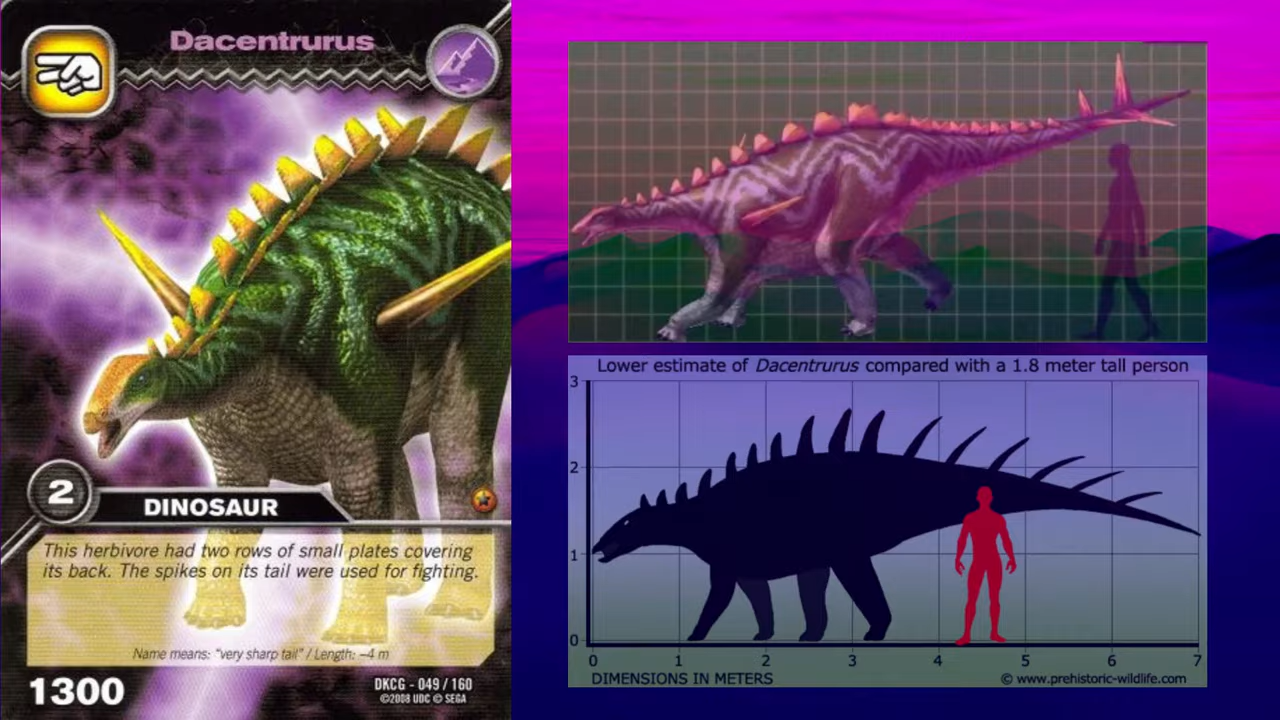 Dacentrurus
2
DINOSAUR
This herbivore had two rows of small plates covering
its back. The spikes on its tail were used for fighting.
Name means: "very sharp tail" / Length: ~4 m
1300
DKCG - 049 / 160
©2008 UDC © SEGA
Lower estimate of Dacentrurus compared with a 1.8 meter tall person
3
2
1
0
0 1 2 3 4 5 6 7
DIMENSIONS IN METERS
© www.prehistoric-wildlife.com